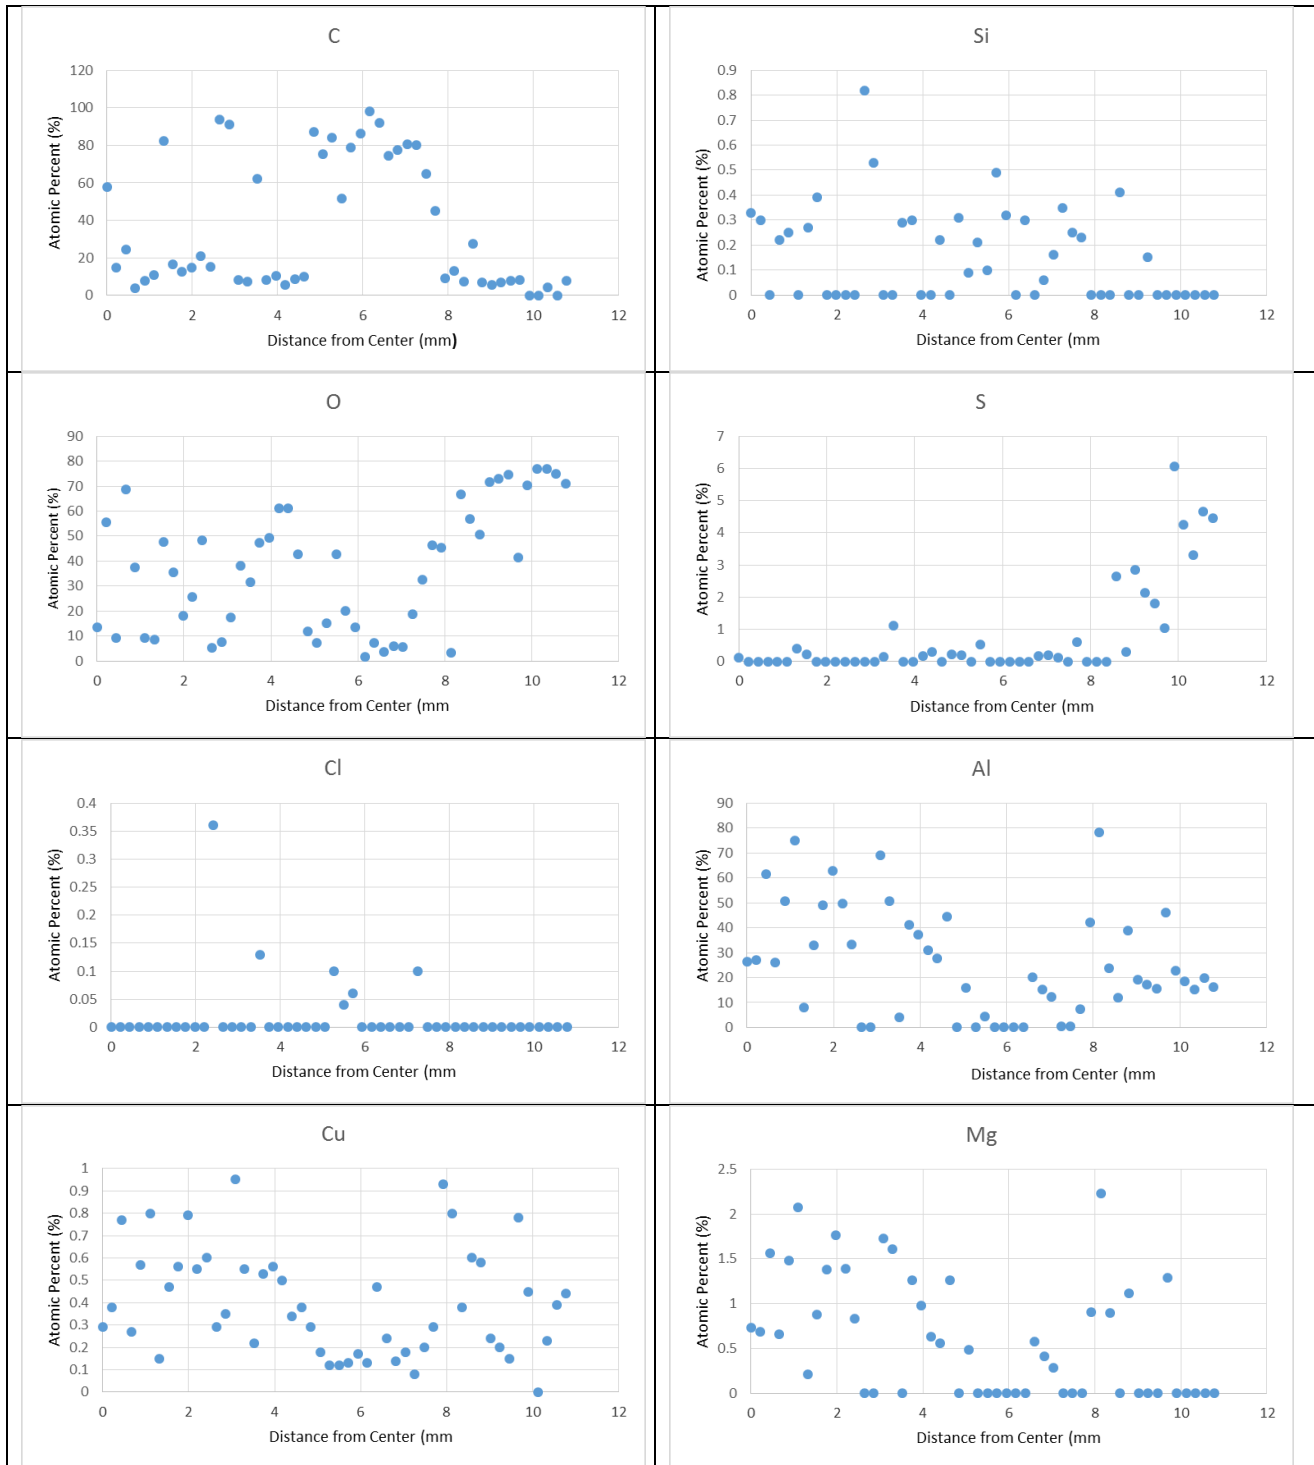 C
120
100
80
60
40
20
0
0 2 4 6 8 10 12
Atomic Percent (%)
Distance from Center (mm)
Si
0.9
0.8
0.7
0.6
0.5
0.4
0.3
0.2
0.1
0
0 2 4 6 8 10 12
Atomic Percent (%)
Distance from Center (mm
O
90
80
70
60
50
40
30
20
10
0
0 2 4 6 8 10 12
Atomic Percent (%)
Distance from Center (mm
S
7
6
5
4
3
2
1
0
0 2 4 6 8 10 12
Atomic Percent (%)
Distance from Center (mm
Cl
0.4
0.35
0.3
0.25
0.2
0.15
0.1
0.05
0
0 2 4 6 8 10 12
Atomic Percent (%)
Distance from Center (mm
Al
90
80
70
60
50
40
30
20
10
0
0 2 4 6 8 10 12
Atomic Percent (%)
Distance from Center (mm
Cu
1
0.9
0.8
0.7
0.6
0.5
0.4
0.3
0.2
0.1
0
0 2 4 6 8 10 12
Atomic Percent (%)
Distance from Center (mm
Mg
2.5
2
1.5
1
0.5
0
0 2 4 6 8 10 12
Atomic Percent (%)
Distance from Center (mm